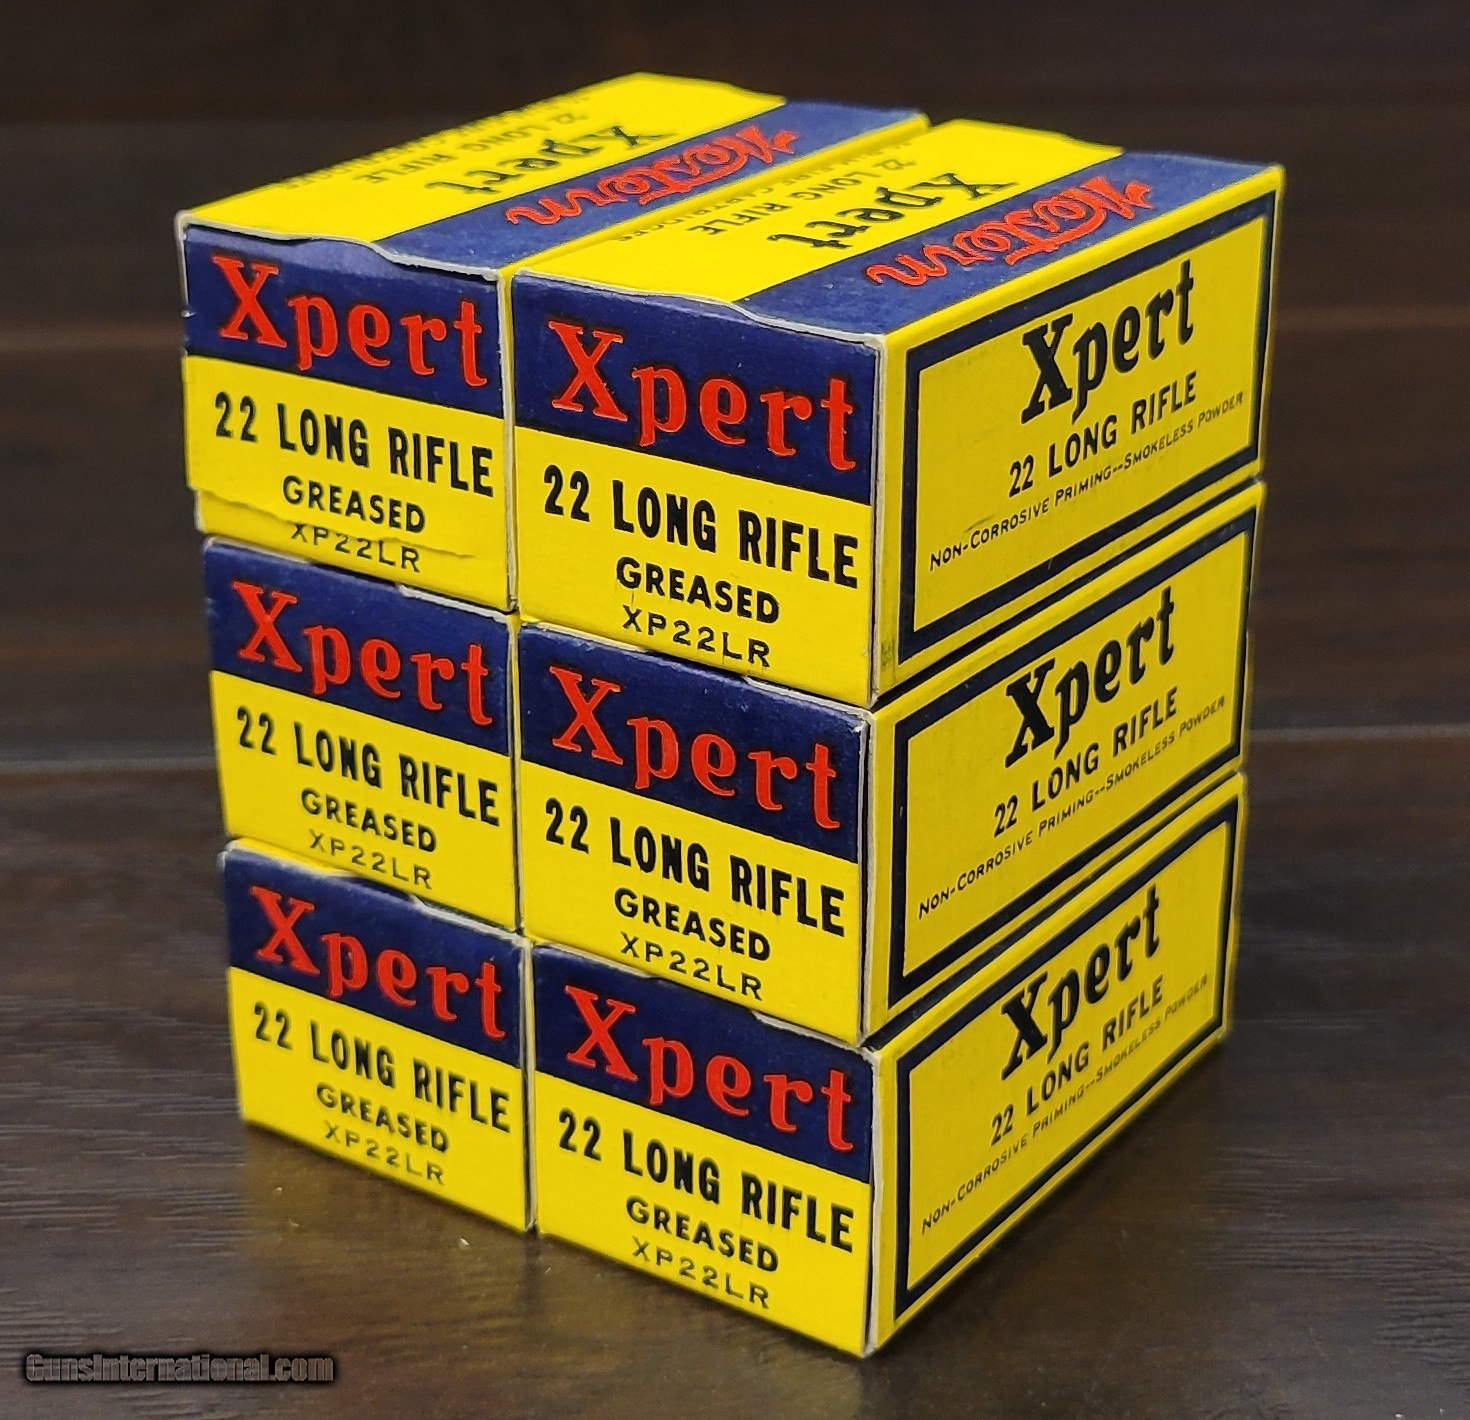 22 LONG RIFLE
Xpert
Western
22 LONG RIFLE
Xpert
Western
Xpert
22 LONG RIFLE
GREASED
XP22LR
Xpert
22 LONG RIFLE
GREASED
XP22LR
Xpert
22 LONG RIFLE
NON-CORROSIVE PRIMING--SMOKELESS POWDER
Xpert
22 LONG RIFLE
GREASED
XP22LR
Xpert
22 LONG RIFLE
GREASED
XP22LR
Xpert
22 LONG RIFLE
NON-CORROSIVE PRIMING--SMOKELESS POWDER
Xpert
22 LONG RIFLE
GREASED
XP22LR
Xpert
22 LONG RIFLE
GREASED
XP22LR
Xpert
22 LONG RIFLE
NON-CORROSIVE PRIMING--SMOKELESS POWDER
GunsInternational.com